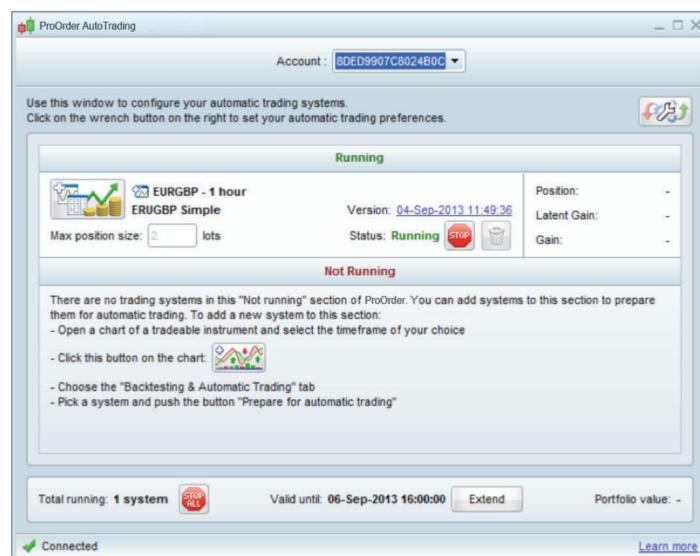 ProOrder AutoTrading
Account : 8DED9907C8024B0C
Use this window to configure your automatic trading systems.
Click on the wrench button on the right to set your automatic trading preferences.
Running
EURGBP - 1 hour
ERUGBP Simple
Version: 04-Sep-2013 11:49:36
Max position size: 2 lots
Status: Running STOP
Position: -
Latent Gain: -
Gain: -
Not Running
There are no trading systems in this "Not running" section of ProOrder. You can add systems to this section to prepare
them for automatic trading. To add a new system to this section:
- Open a chart of a tradeable instrument and select the timeframe of your choice
- Click this button on the chart:
- Choose the "Backtesting & Automatic Trading" tab
- Pick a system and push the button "Prepare for automatic trading"
Total running: 1 system STOP ALL Valid until: 06-Sep-2013 16:00:00 Extend Portfolio value: -
Connected Learn more